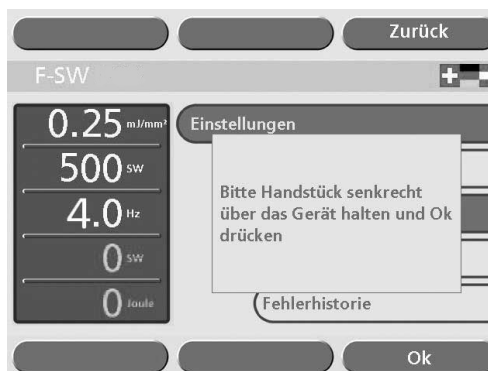 Zurück
F-SW
0.25 mJ/mm²
500 SW
4.0 Hz
0 SW
0 Joule
Einstellungen
Bitte Handstück senkrecht
über das Gerät halten und Ok
drücken
Fehlerhistorie
Ok